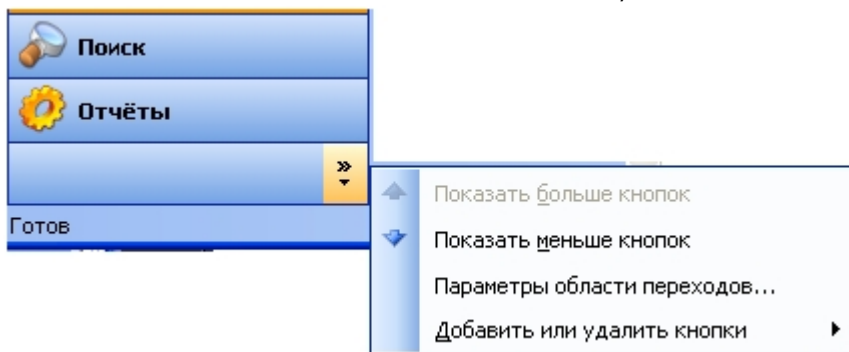 Поиск
Отчёты
Готов
Показать больше кнопок
Показать меньше кнопок
Параметры области переходов...
Добавить или удалить кнопки